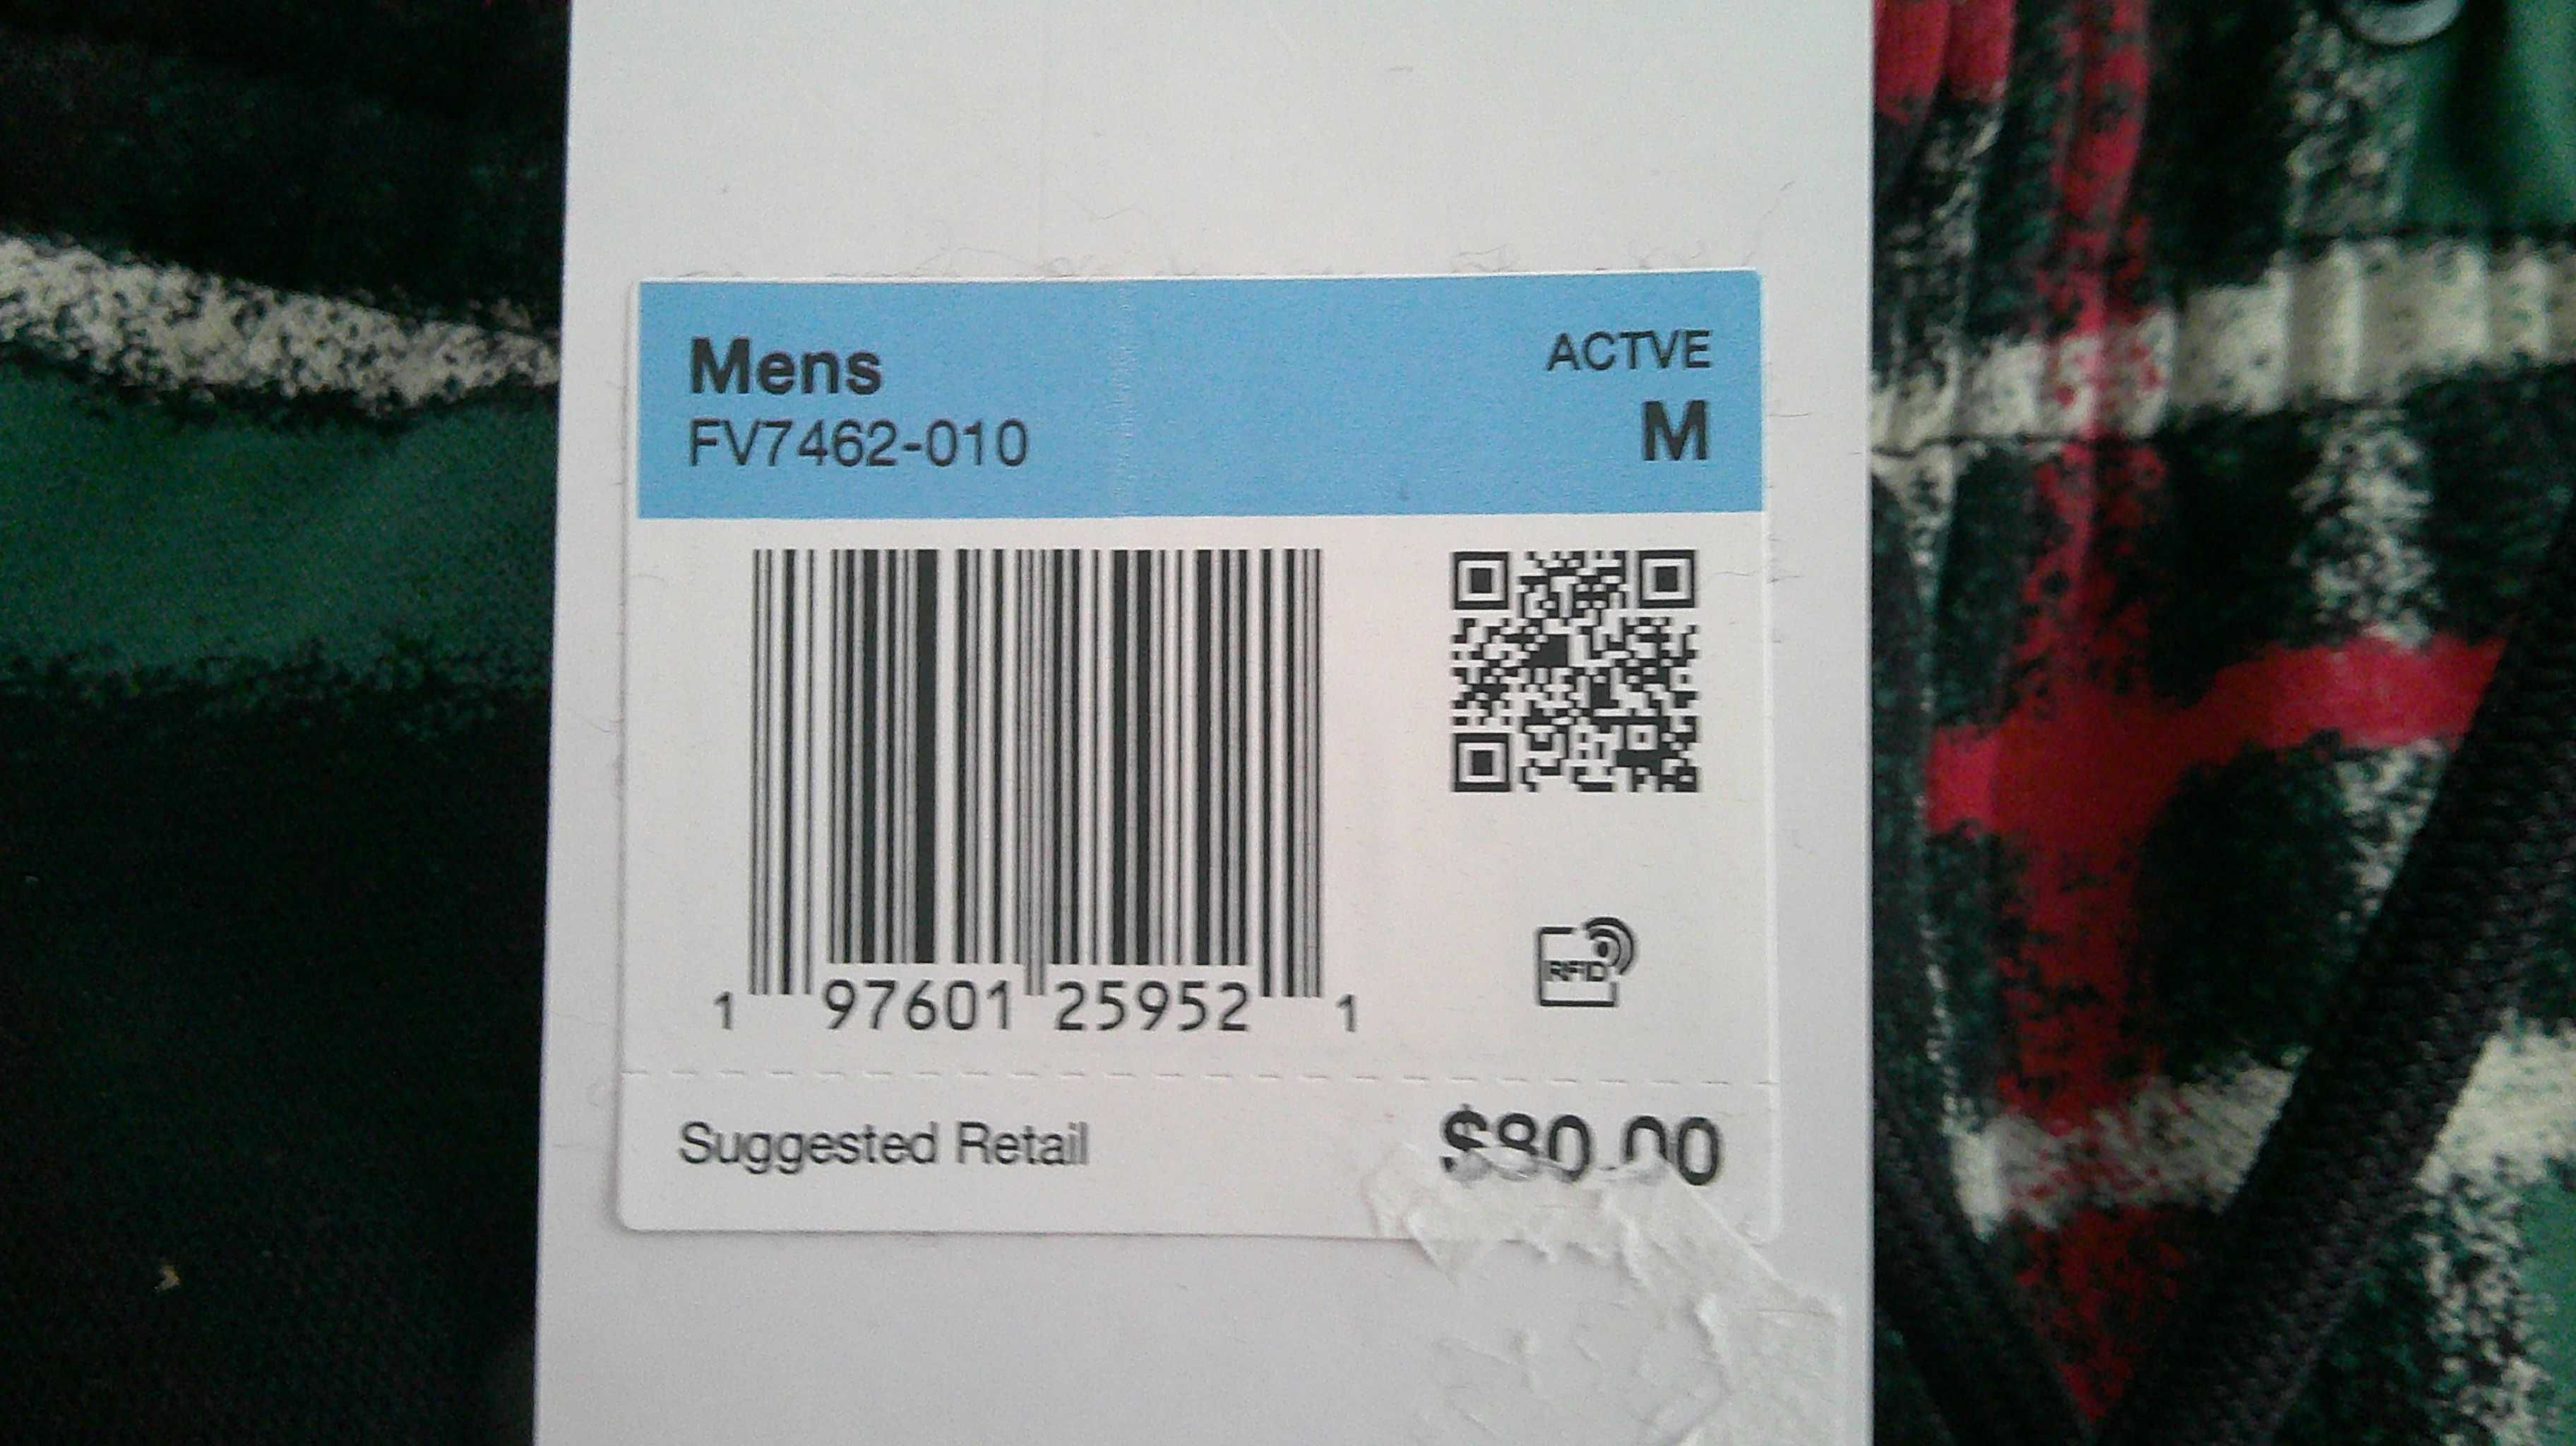 Mens
ACTVE
FV7462-010
M
1 97601 25952 1
RFID
Suggested Retail
$80.00